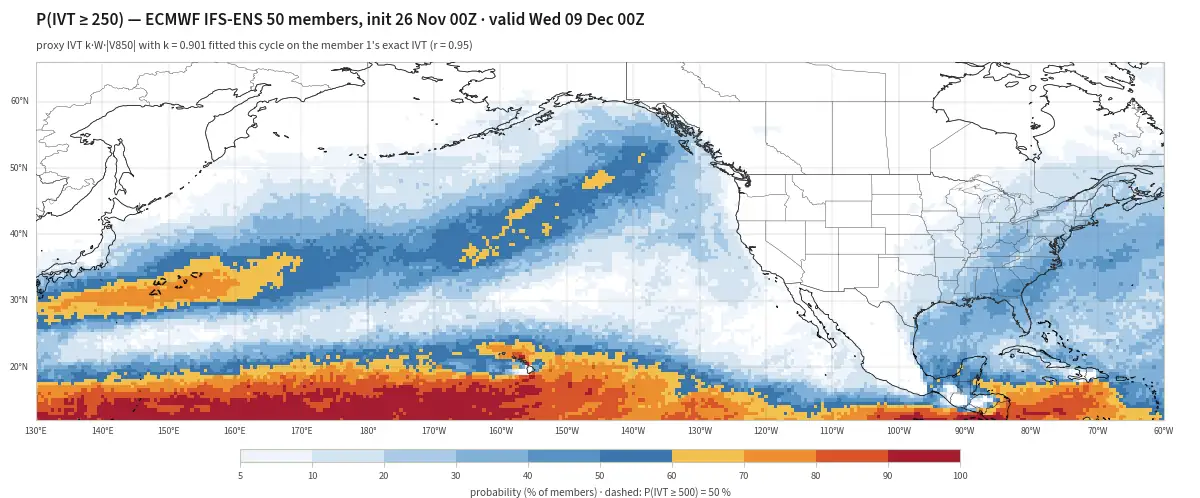 P(IVT ≥ 250) — ECMWF IFS-ENS 50 members, init 26 Nov 00Z · valid Wed 09 Dec 00Z
proxy IVT k·W·|V850| with k = 0.901 fitted this cycle on the member 1's exact IVT (r = 0.95)
60°N
50°N
40°N
30°N
20°N
130°E 140°E 150°E 160°E 170°E 180° 170°W 160°W 150°W 140°W 130°W 120°W 110°W 100°W 90°W 80°W 70°W 60°W
5 10 20 30 40 50 60 70 80 90 100
probability (% of members) · dashed: P(IVT ≥ 500) = 50 %